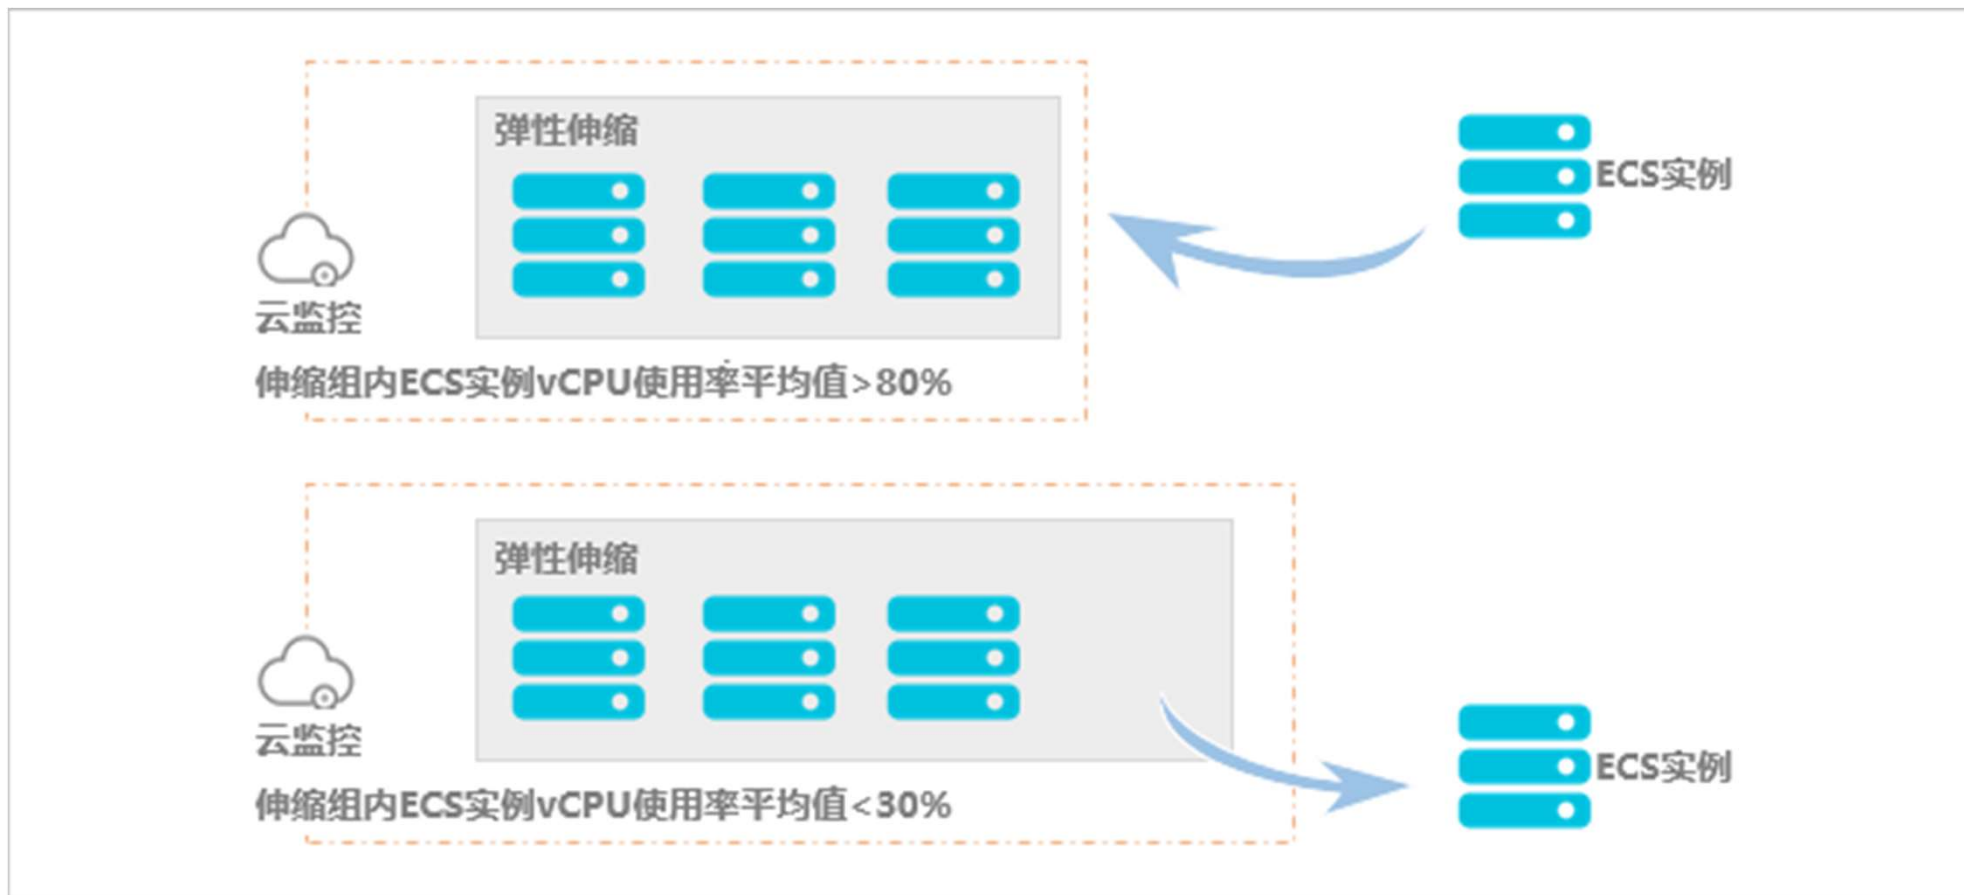 弹性伸缩
ECS实例
云监控
伸缩组内ECS实例vCPU使用率平均值>80%
弹性伸缩
云监控
ECS实例
伸缩组内ECS实例vCPU使用率平均值<30%